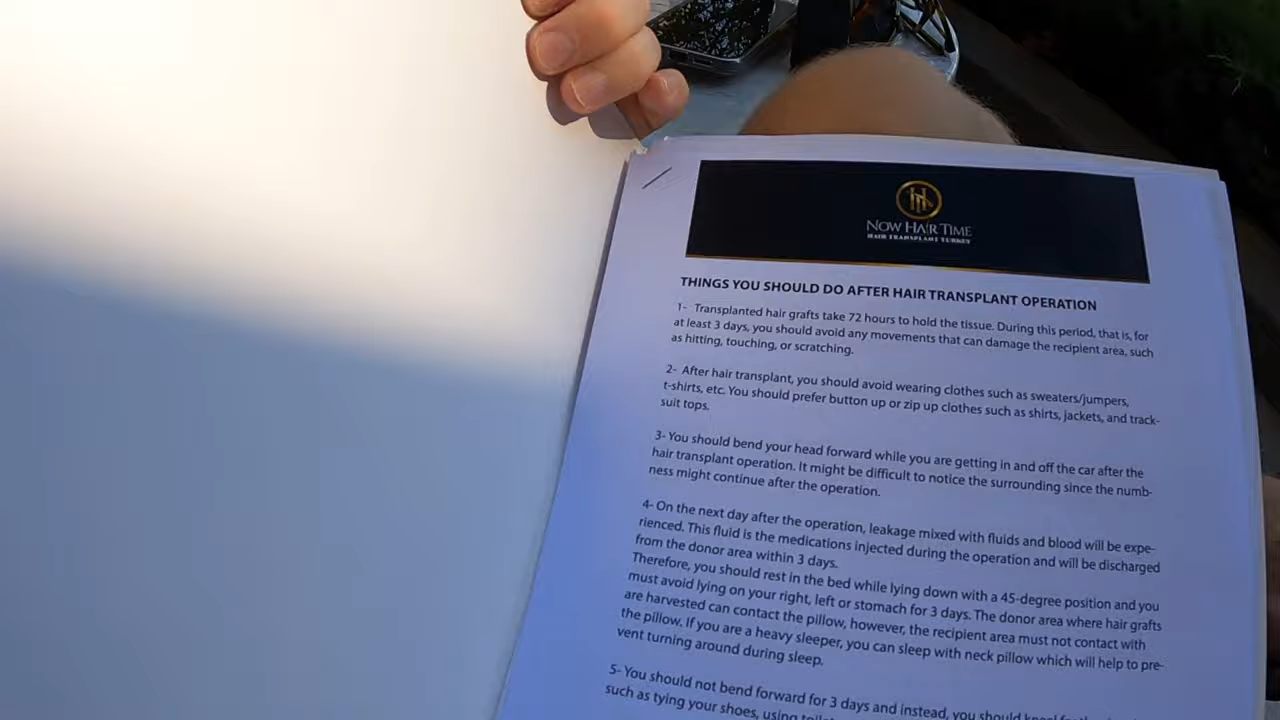 NOW HAIR TIME
HAIR TRANSPLANT TURKEY
THINGS YOU SHOULD DO AFTER HAIR TRANSPLANT OPERATION
1- Transplanted hair grafts take 72 hours to hold the tissue. During this period, that is, for
at least 3 days, you should avoid any movements that can damage the recipient area, such
as hitting, touching, or scratching.
2- After hair transplant, you should avoid wearing clothes such as sweaters/jumpers,
t-shirts, etc. You should prefer button up or zip up clothes such as shirts, jackets, and track-
suit tops.
3- You should bend your head forward while you are getting in and off the car after the
hair transplant operation. It might be difficult to notice the surrounding since the numb-
ness might continue after the operation.
4- On the next day after the operation, leakage mixed with fluids and blood will be expe-
rienced. This fluid is the medications injected during the operation and will be discharged
from the donor area within 3 days.
Therefore, you should rest in the bed while lying down with a 45-degree position and you
must avoid lying on your right, left or stomach for 3 days. The donor area where hair grafts
are harvested can contact the pillow, however, the recipient area must not contact with
the pillow. If you are a heavy sleeper, you can sleep with neck pillow which will help to pre-
vent turning around during sleep.
5- You should not bend forward for 3 days and instead, you should
such as tying your shoes, using